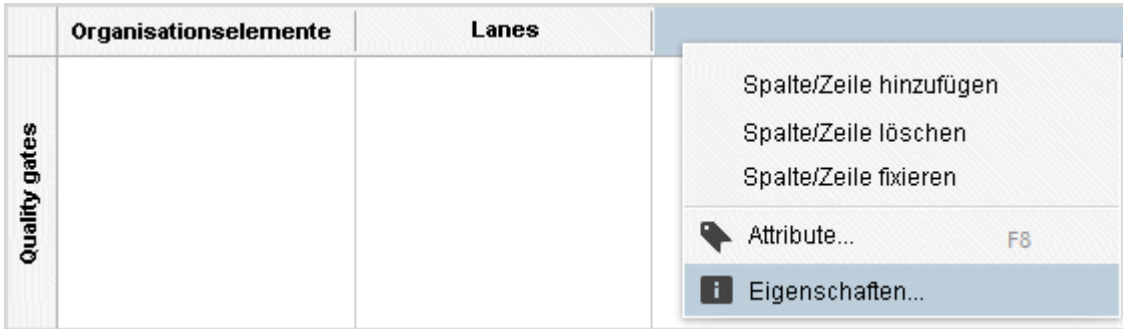 Organisationselemente
Lanes
Quality gates
Spalte/Zeile hinzufügen
Spalte/Zeile löschen
Spalte/Zeile fixieren
Attribute... F8
i Eigenschaften...